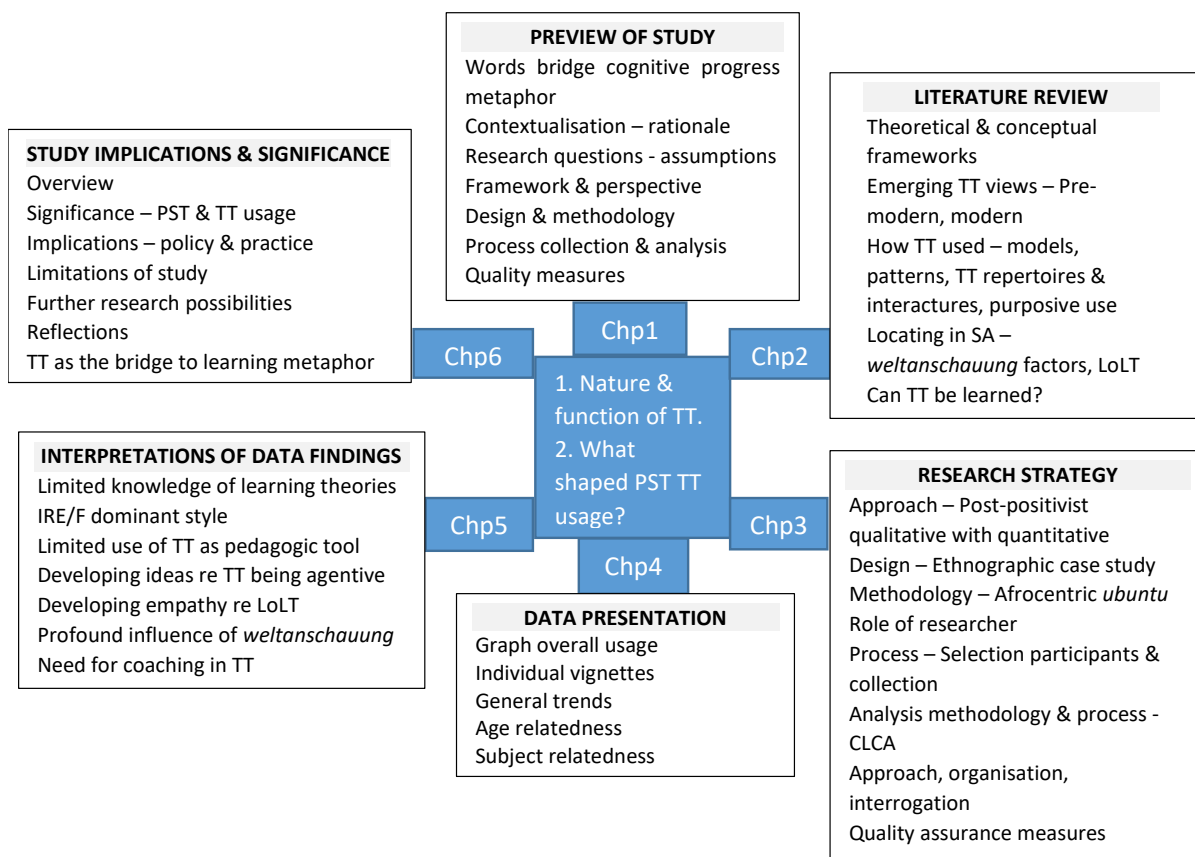 PREVIEW OF STUDY
Words bridge cognitive progress
metaphor
Contextualisation – rationale
Research questions - assumptions
Framework & perspective
Design & methodology
Process collection & analysis
Quality measures
LITERATURE REVIEW
Theoretical & conceptual
frameworks
Emerging TT views – Pre-
modern, modern
How TT used – models,
patterns, TT repertoires &
interactures, purposive use
Locating in SA –
weltanschauung factors, LoLT
Can TT be learned?
STUDY IMPLICATIONS & SIGNIFICANCE
Overview
Significance – PST & TT usage
Implications – policy & practice
Limitations of study
Further research possibilities
Reflections
TT as the bridge to learning metaphor
Chp1
Chp6
Chp2
1. Nature &
function of TT.
2. What
shaped PST TT
usage?
Chp5
Chp3
Chp4
INTERPRETATIONS OF DATA FINDINGS
Limited knowledge of learning theories
IRE/F dominant style
Limited use of TT as pedagogic tool
Developing ideas re TT being agentive
Developing empathy re LoLT
Profound influence of weltanschauung
Need for coaching in TT
RESEARCH STRATEGY
Approach – Post-positivist
qualitative with quantitative
Design – Ethnographic case study
Methodology – Afrocentric ubuntu
Role of researcher
Process – Selection participants &
collection
Analysis methodology & process -
CLCA
Approach, organisation,
interrogation
Quality assurance measures
DATA PRESENTATION
Graph overall usage
Individual vignettes
General trends
Age relatedness
Subject relatedness